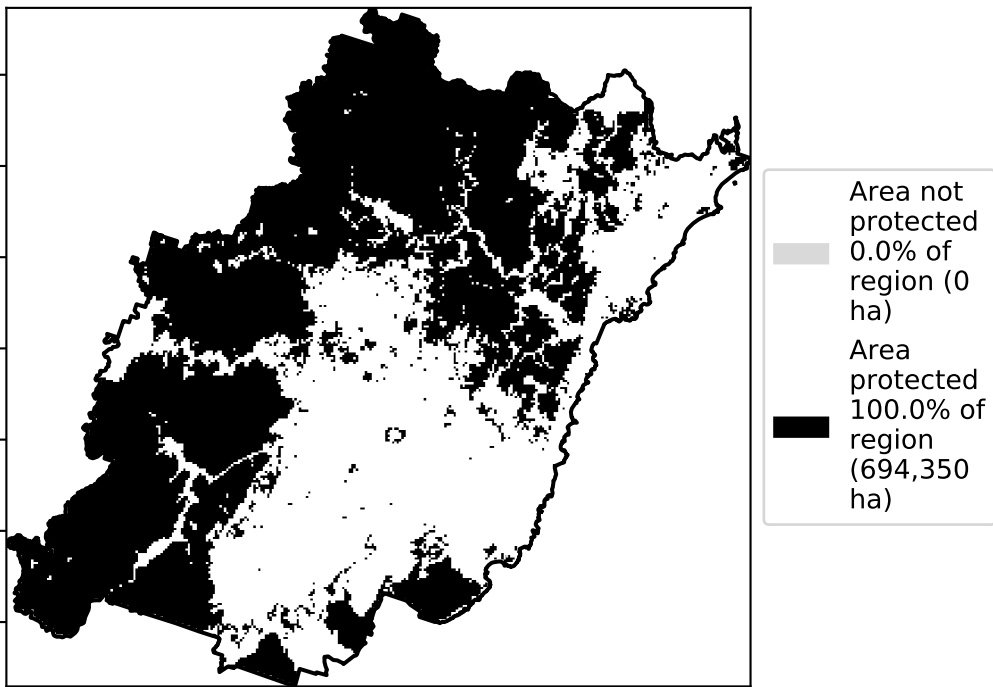 Area not
protected
0.0% of
region (0
ha)
Area
protected
100.0% of
region
(694,350
ha)